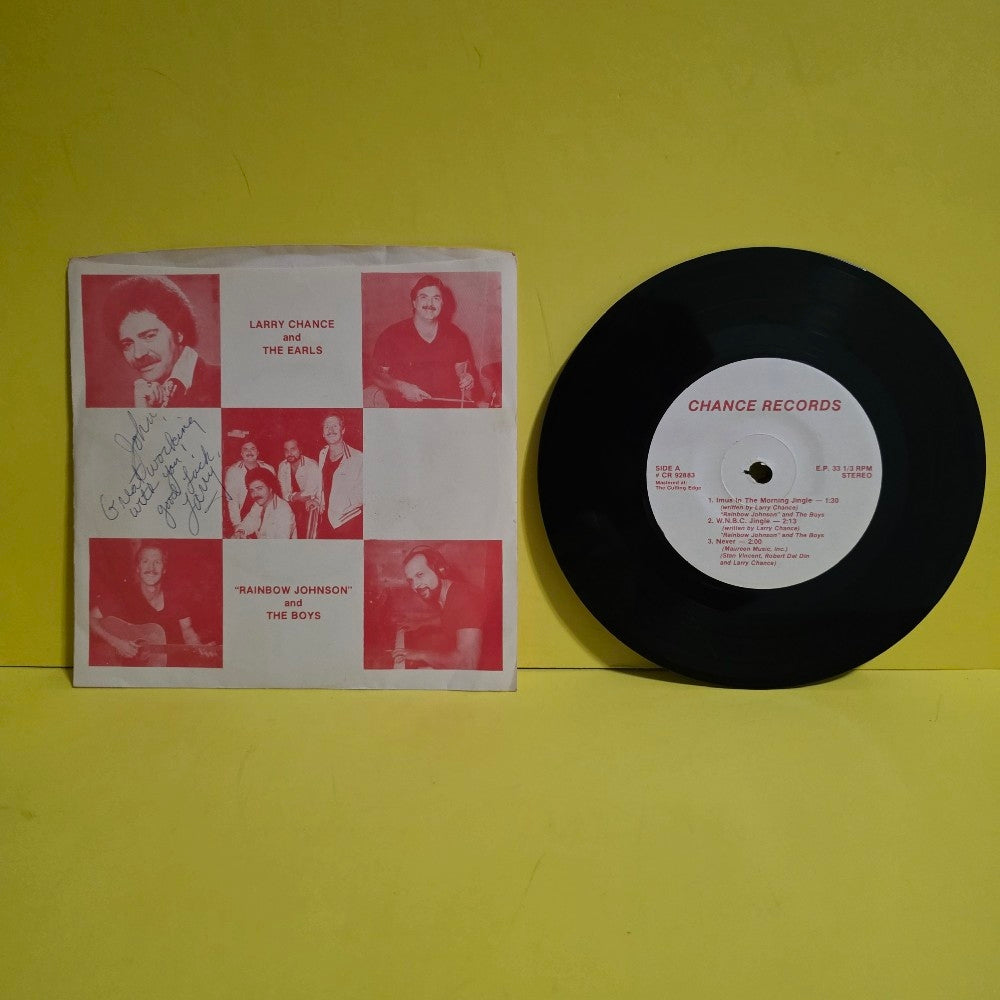 LARRY CHANCE
and
THE EARLS
John,
Great working
with you
good luck
Larry
"RAINBOW JOHNSON"
and
THE BOYS
CHANCE RECORDS
SIDE A
# CR 92883
Mastered at:
The Cutting Edge
E.P. 33 1/3 RPM
STEREO
1. Imus In The Morning Jingle — 1:30
(written by Larry Chance)
"Rainbow Johnson" and The Boys
2. W.N.B.C. Jingle — 2:13
(written by Larry Chance)
"Rainbow Johnson" and The Boys
3. Never — 2:00
(Maureen Music, Inc.)
(Stan Vincent, Robert Dal Din
and Larry Chance)